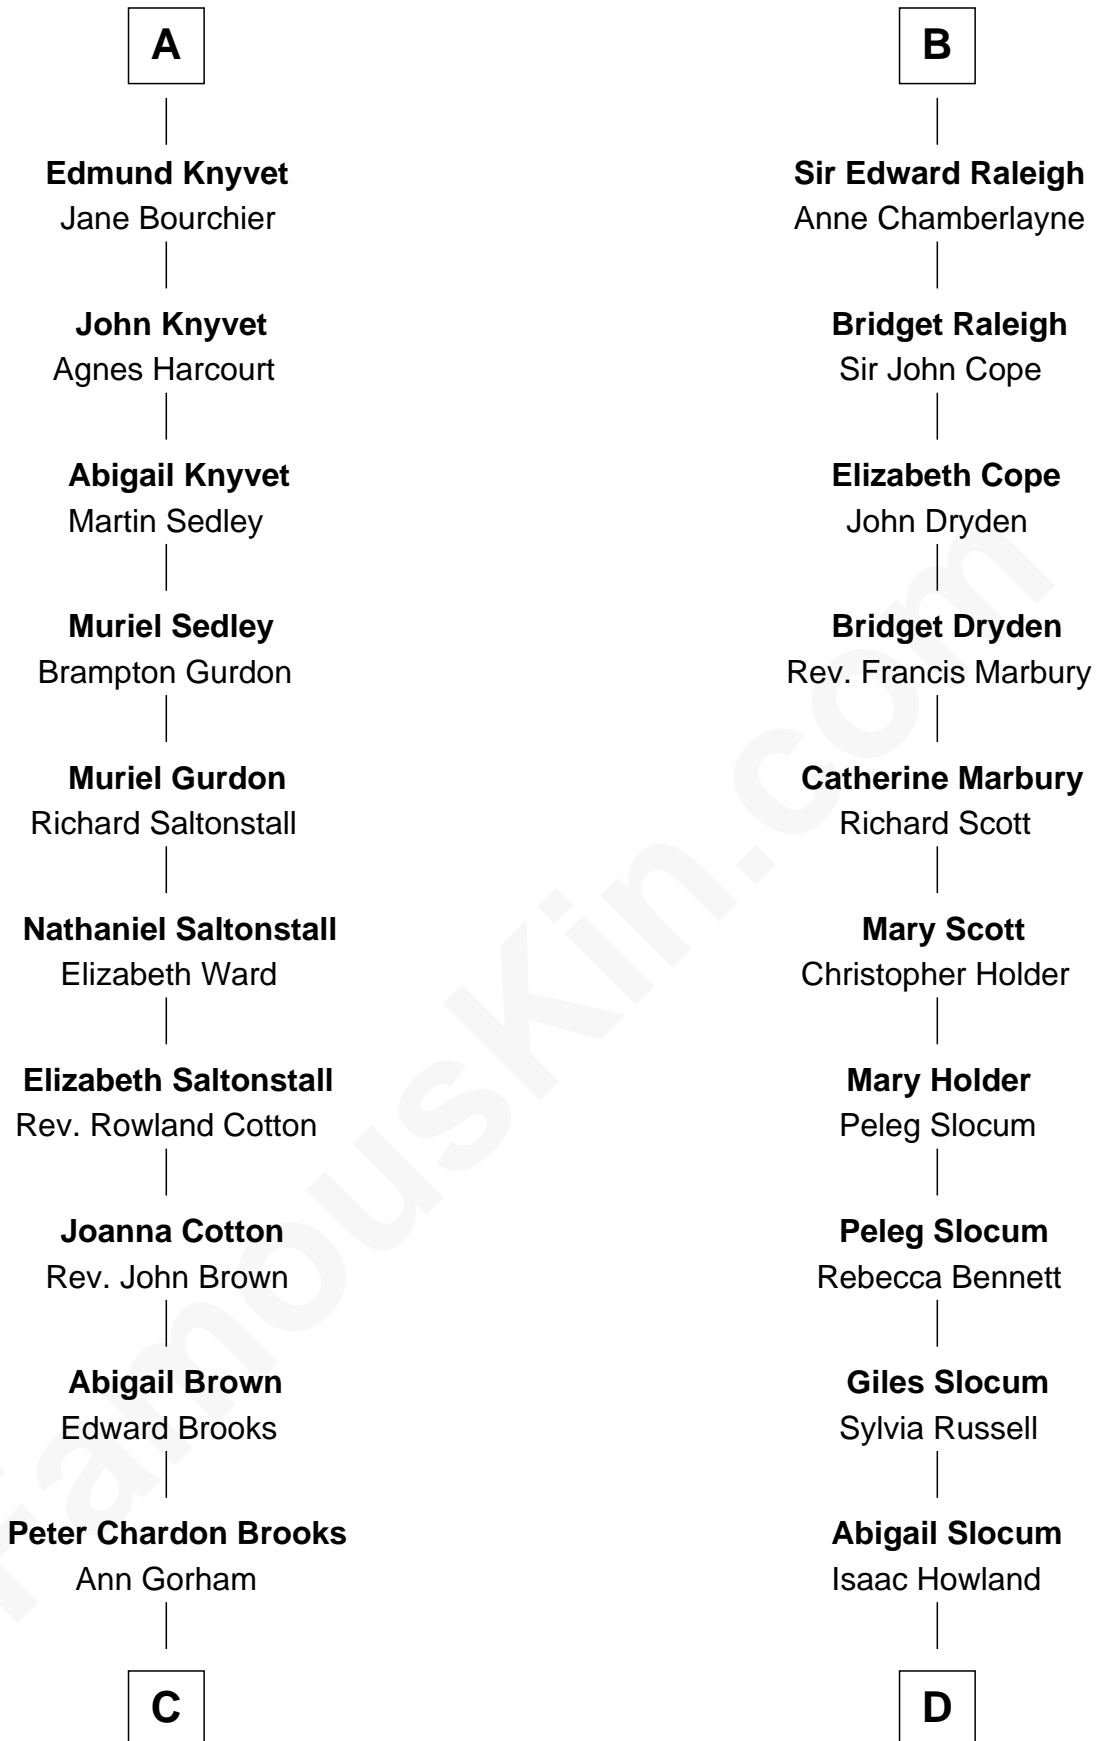 A
Edmund Knyvet
Jane Bourchier
John Knyvet
Agnes Harcourt
Abigail Knyvet
Martin Sedley
Muriel Sedley
Brampton Gurdon
Muriel Gurdon
Richard Saltonstall
Nathaniel Saltonstall
Elizabeth Ward
Elizabeth Saltonstall
Rev. Rowland Cotton
Joanna Cotton
Rev. John Brown
Abigail Brown
Edward Brooks
Peter Chardon Brooks
Ann Gorham
C
B
Sir Edward Raleigh
Anne Chamberlayne
Bridget Raleigh
Sir John Cope
Elizabeth Cope
John Dryden
Bridget Dryden
Rev. Francis Marbury
Catherine Marbury
Richard Scott
Mary Scott
Christopher Holder
Mary Holder
Peleg Slocum
Peleg Slocum
Rebecca Bennett
Giles Slocum
Sylvia Russell
Abigail Slocum
Isaac Howland
D
FamousKin.com